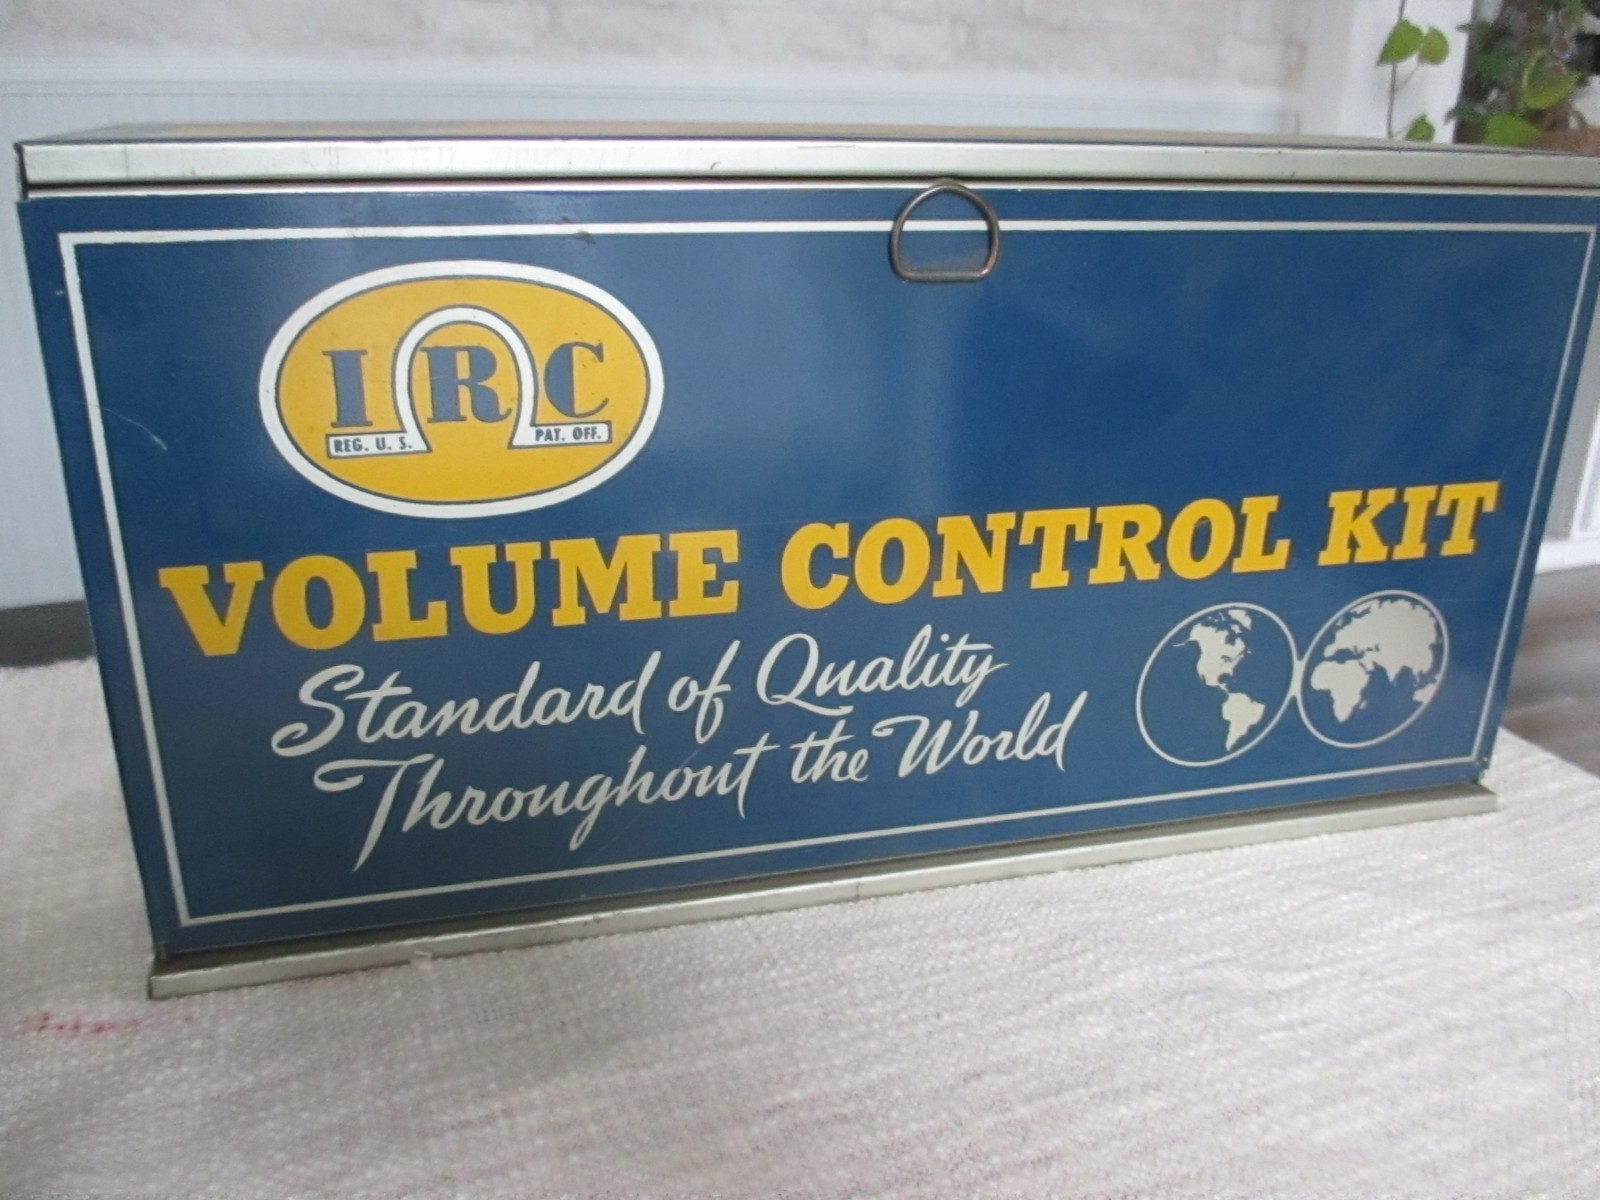 IRC
REG. U. S. PAT. OFF.
VOLUME CONTROL KIT
Standard of Quality
Throughout the World